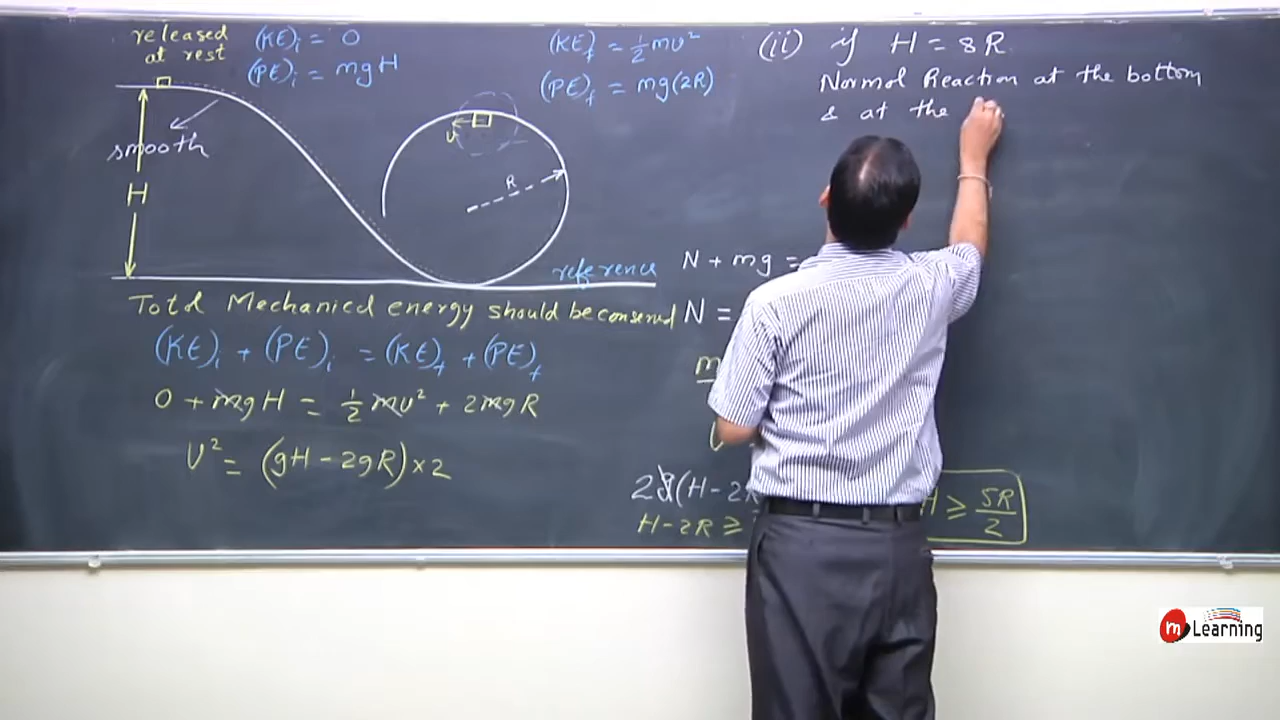 released
at rest
(KE)i = 0
(PE)i = mgH
(KE)f = ½mv²
(PE)f = mg(2R)
(ii) if H = 8R
Normal Reaction at the bottom
& at the
smooth
H
v
R
reference
Total Mechanical energy should be conserved
(KE)i + (PE)i = (KE)f + (PE)f
0 + mgH = ½mv² + 2mgR
V² = (gH - 2gR) × 2
N + mg =
N =
m
2g(H - 2R
H - 2R ≥
H ≥ 5R/2
m Learning